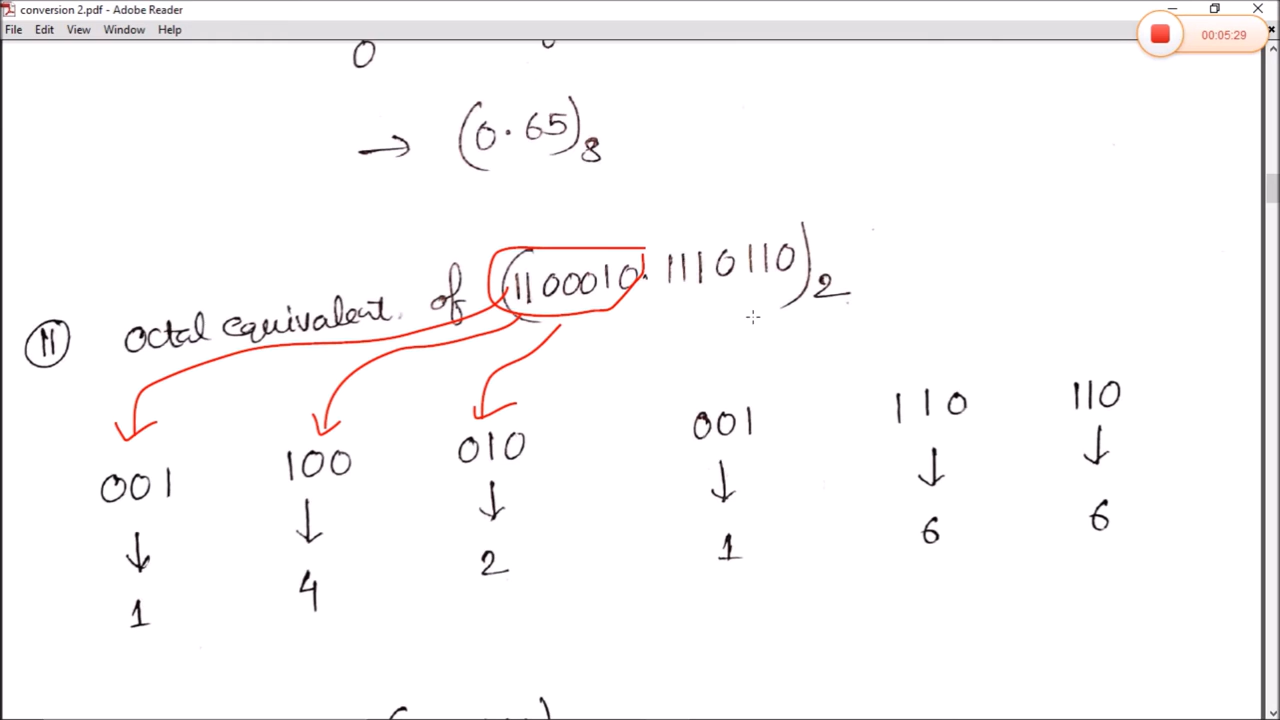 conversion 2.pdf - Adobe Reader
File Edit View Window Help
00:05:29
0
→ (0.65)8
11 Octal equivalent of (1100010.1110110)2
001 100 010 001 110 110
↓ ↓ ↓ ↓ ↓ ↓
1 4 2 1 6 6